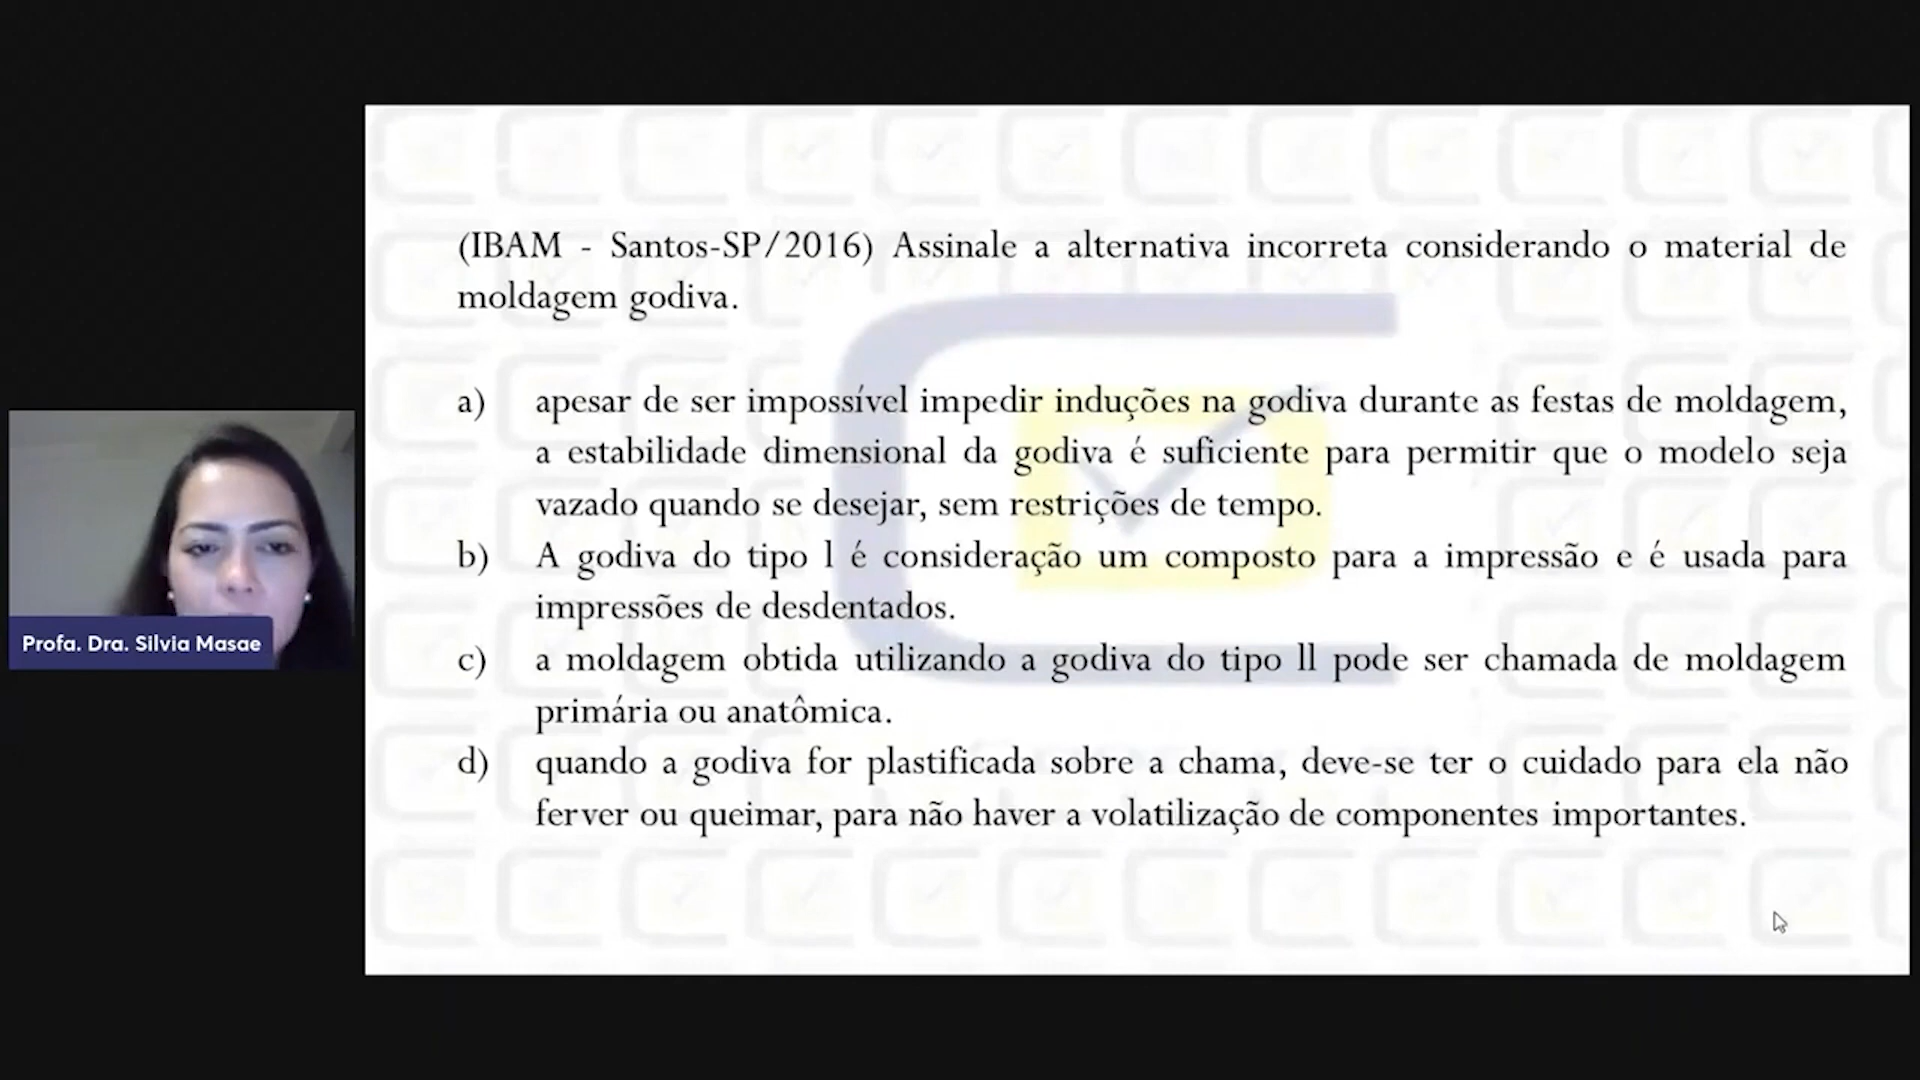 (IBAM - Santos-SP/2016) Assinale a alternativa incorreta considerando o material de
moldagem godiva.
a) apesar de ser impossível impedir induções na godiva durante as festas de moldagem,
a estabilidade dimensional da godiva é suficiente para permitir que o modelo seja
vazado quando se desejar, sem restrições de tempo.
b) A godiva do tipo l é consideração um composto para a impressão e é usada para
impressões de desdentados.
c) a moldagem obtida utilizando a godiva do tipo ll pode ser chamada de moldagem
primária ou anatômica.
d) quando a godiva for plastificada sobre a chama, deve-se ter o cuidado para ela não
ferver ou queimar, para não haver a volatilização de componentes importantes.
Profa. Dra. Silvia Masae